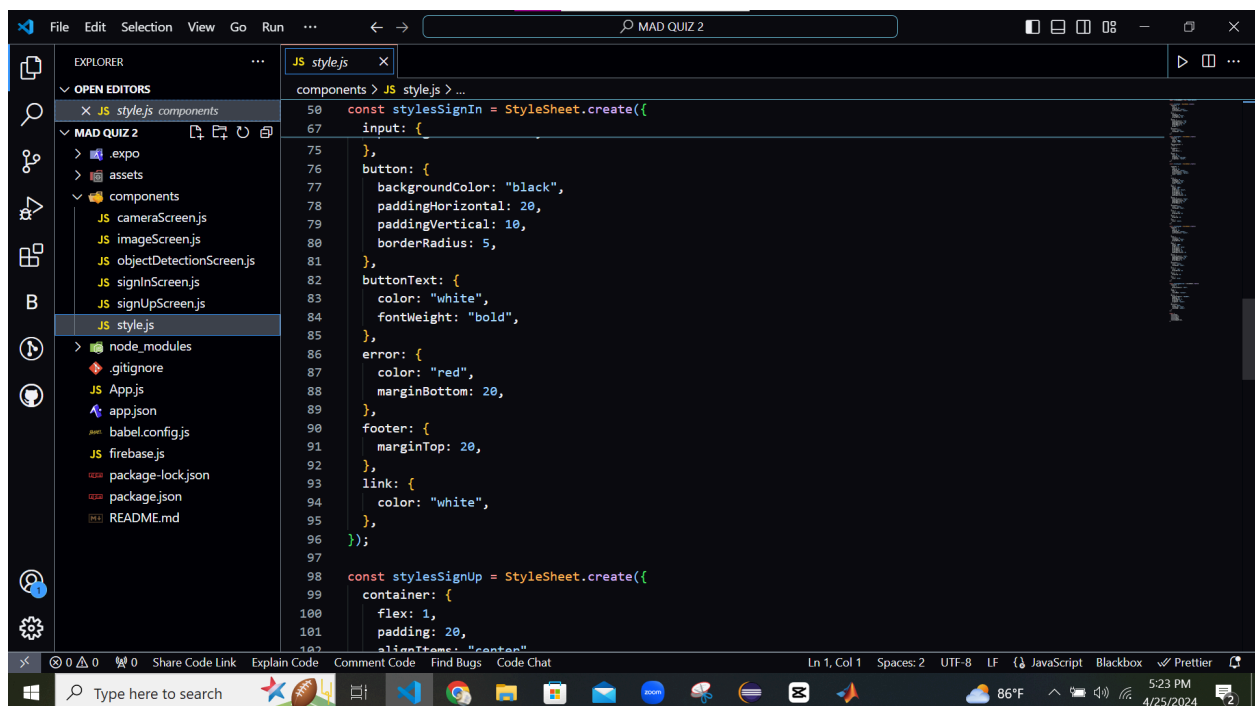 File Edit Selection View Go Run ··· ← → MAD QUIZ 2
EXPLORER ···
OPEN EDITORS
× JS style.js components
MAD QUIZ 2
.expo
assets
components
JS cameraScreen.js
JS imageScreen.js
JS objectDetectionScreen.js
JS signInScreen.js
JS signUpScreen.js
JS style.js
node_modules
.gitignore
JS App.js
app.json
babel.config.js
JS firebase.js
package-lock.json
package.json
README.md
B
1
JS style.js ×
components > JS style.js > ...
50 const stylesSignIn = StyleSheet.create({
67 input: {
75 },
76 button: {
77 backgroundColor: "black",
78 paddingHorizontal: 20,
79 paddingVertical: 10,
80 borderRadius: 5,
81 },
82 buttonText: {
83 color: "white",
84 fontWeight: "bold",
85 },
86 error: {
87 color: "red",
88 marginBottom: 20,
89 },
90 footer: {
91 marginTop: 20,
92 },
93 link: {
94 color: "white",
95 },
96 });
97
98 const stylesSignUp = StyleSheet.create({
99 container: {
100 flex: 1,
101 padding: 20,
102 alignItems: "center"
0 0 0 Share Code Link Explain Code Comment Code Find Bugs Code Chat Ln 1, Col 1 Spaces: 2 UTF-8 LF JavaScript Blackbox Prettier
Type here to search zoom 86°F 5:23 PM
4/25/2024 2